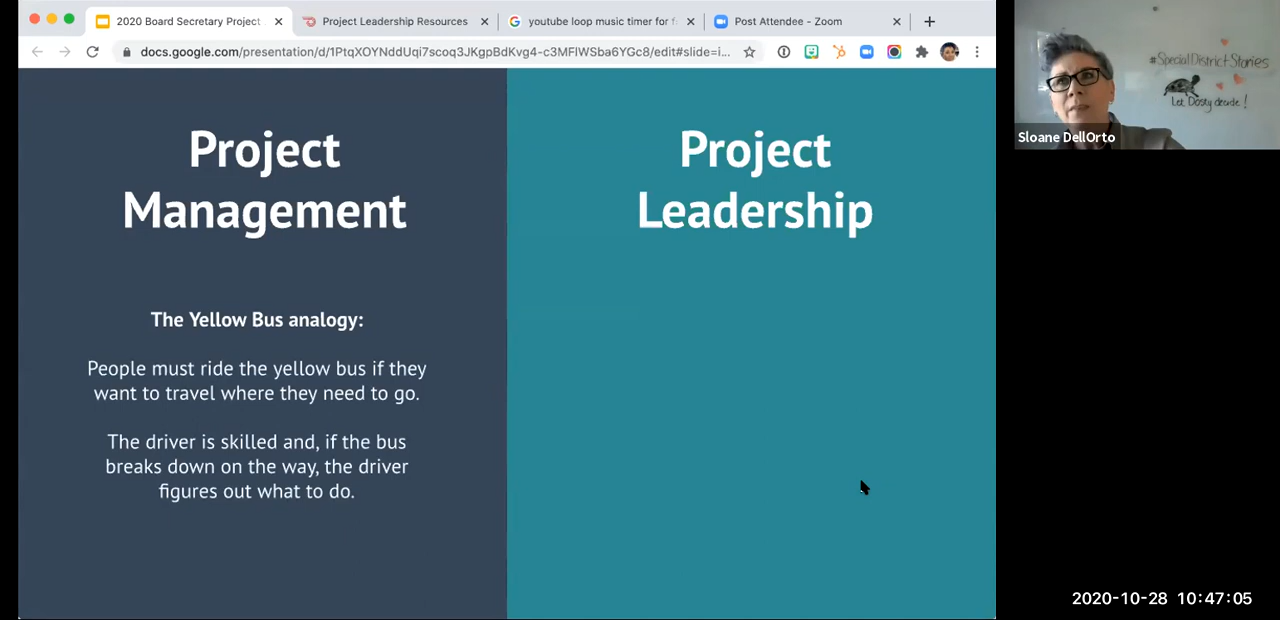 2020 Board Secretary Project
Project Leadership Resources
youtube loop music timer for f
Post Attendee - Zoom
docs.google.com/presentation/d/1PtqXOYNddUqi7scoq3JKgpBdKvg4-c3MFlWSba6YGc8/edit#slide=i...
Project
Management
The Yellow Bus analogy:
People must ride the yellow bus if they
want to travel where they need to go.
The driver is skilled and, if the bus
breaks down on the way, the driver
figures out what to do.
Project
Leadership
#SpecialDistrictStories
Let Dosty decide!
Sloane DellOrto
2020-10-28 10:47:05